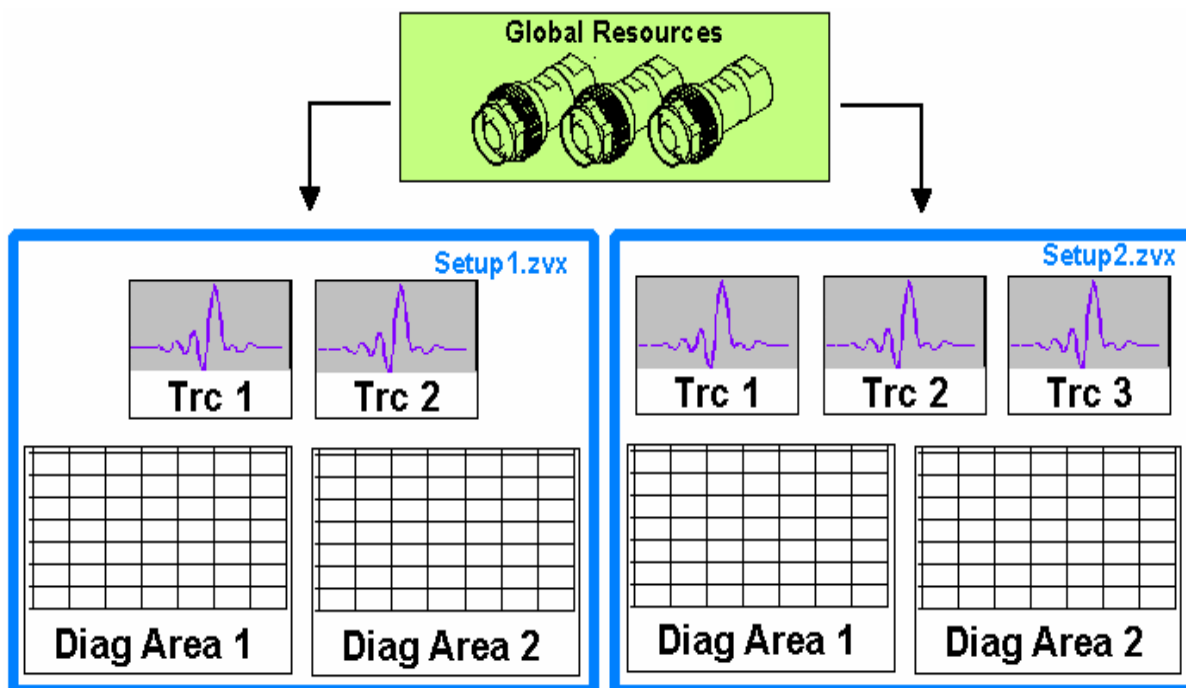 Global Resources
Setup1.zvx
Trc 1
Trc 2
Diag Area 1
Diag Area 2
Setup2.zvx
Trc 1
Trc 2
Trc 3
Diag Area 1
Diag Area 2